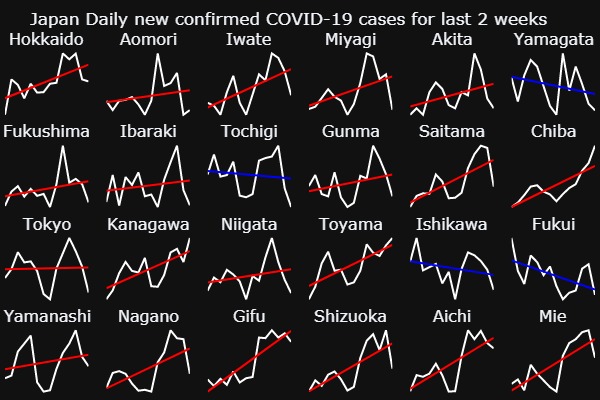 Japan Daily new confirmed COVID-19 cases for last 2 weeks
Hokkaido Aomori Iwate Miyagi Akita Yamagata
Fukushima Ibaraki Tochigi Gunma Saitama Chiba
Tokyo Kanagawa Niigata Toyama Ishikawa Fukui
Yamanashi Nagano Gifu Shizuoka Aichi Mie